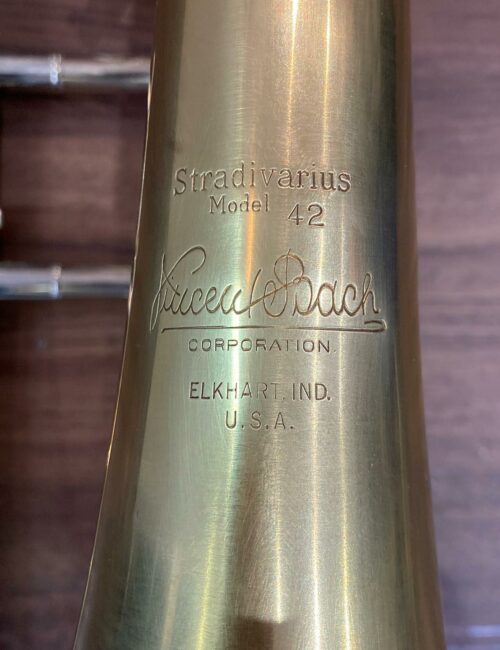 Stradivarius
Model 42
Vincent Bach
CORPORATION.
ELKHART, IND.
U.S.A.